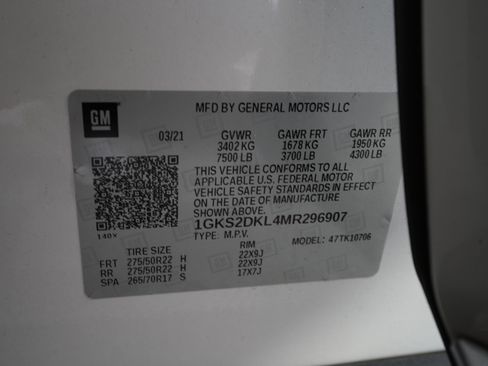 GM
MFD BY GENERAL MOTORS LLC
03/21 GVWR GAWR FRT GAWR RR
3402 KG 1678 KG 1950 KG
7500 LB 3700 LB 4300 LB
THIS VEHICLE CONFORMS TO ALL
APPLICABLE U.S. FEDERAL MOTOR
VEHICLE SAFETY STANDARDS IN EFFECT
ON THE DATE OF MANUFACTURE
SHOWN ABOVE.
1GKS2DKL4MR296907
140X TYPE: M.P.V. MODEL: 47TK10706
TIRE SIZE RIM
FRT 275/50R22 H 22X9J
RR 275/50R22 H 22X9J
SPA 265/70R17 S 17X7J